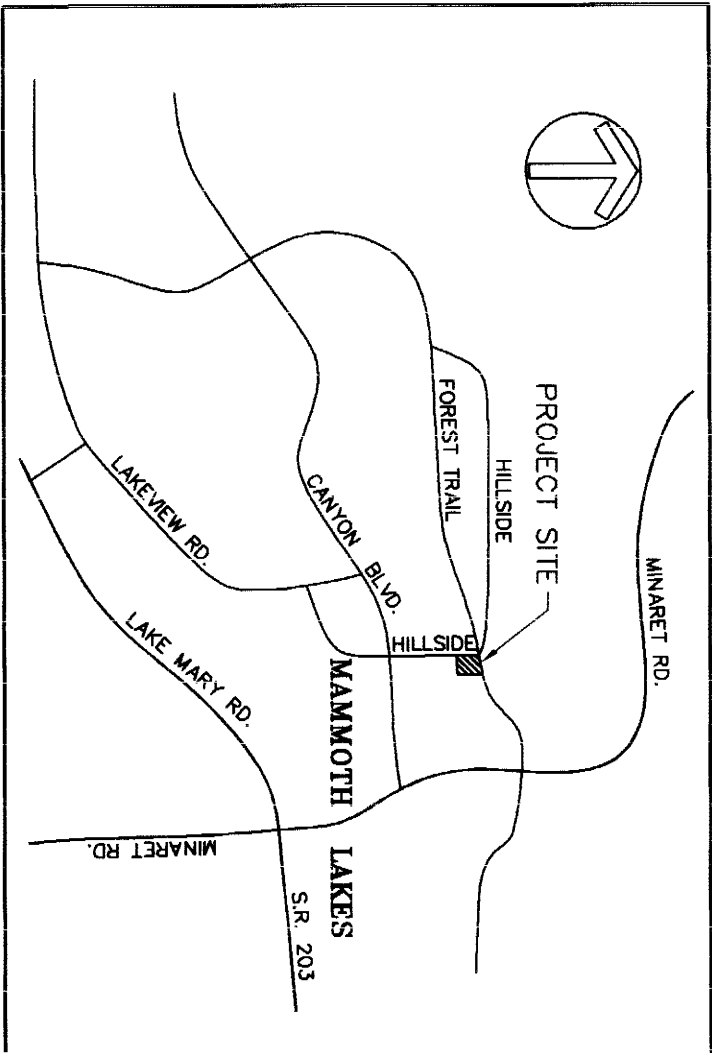 MINARET RD.
PROJECT SITE
HILLSIDE
FOREST TRAIL
CANYON BLVD.
HILLSIDE
LAKEVIEW RD.
MAMMOTH LAKES
LAKE MARY RD.
MINARET RD.
S.R. 203